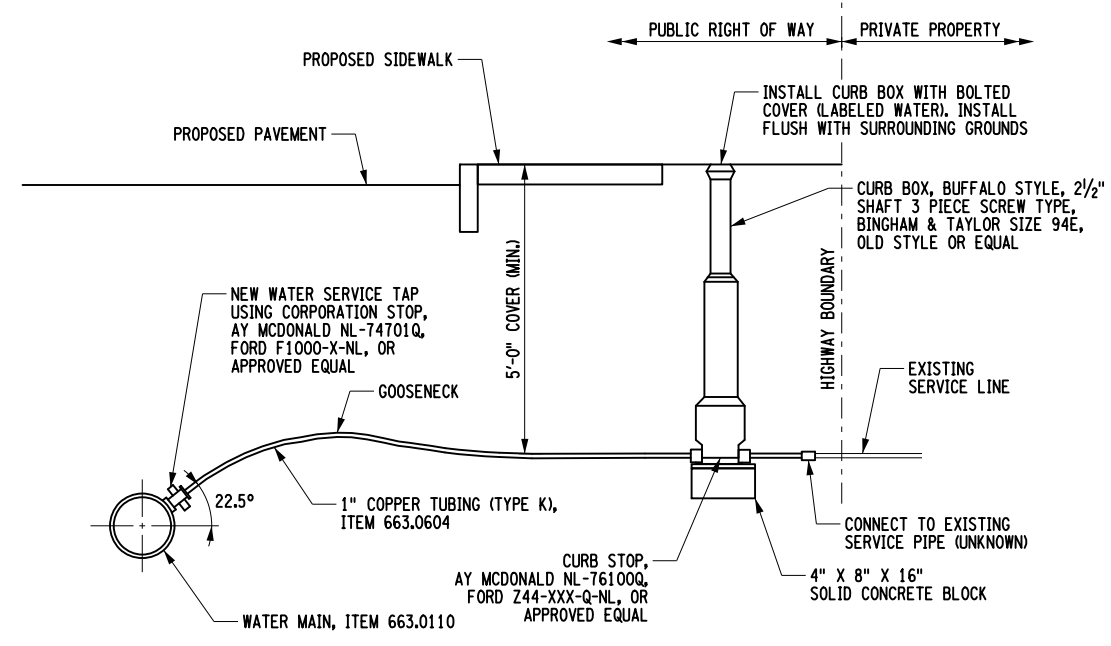 PUBLIC RIGHT OF WAY
PRIVATE PROPERTY
PROPOSED SIDEWALK
INSTALL CURB BOX WITH BOLTED
COVER (LABELED WATER). INSTALL
FLUSH WITH SURROUNDING GROUNDS
PROPOSED PAVEMENT
CURB BOX, BUFFALO STYLE, 2½"
SHAFT 3 PIECE SCREW TYPE,
BINGHAM & TAYLOR SIZE 94E,
OLD STYLE OR EQUAL
5'-0" COVER (MIN.)
HIGHWAY BOUNDARY
NEW WATER SERVICE TAP
USING CORPORATION STOP,
AY MCDONALD NL-74701Q,
FORD F1000-X-NL, OR
APPROVED EQUAL
GOOSENECK
EXISTING
SERVICE LINE
22.5°
1" COPPER TUBING (TYPE K),
ITEM 663.0604
CONNECT TO EXISTING
SERVICE PIPE (UNKNOWN)
CURB STOP,
AY MCDONALD NL-76100Q,
FORD Z44-XXX-Q-NL, OR
APPROVED EQUAL
4" X 8" X 16"
SOLID CONCRETE BLOCK
WATER MAIN, ITEM 663.0110